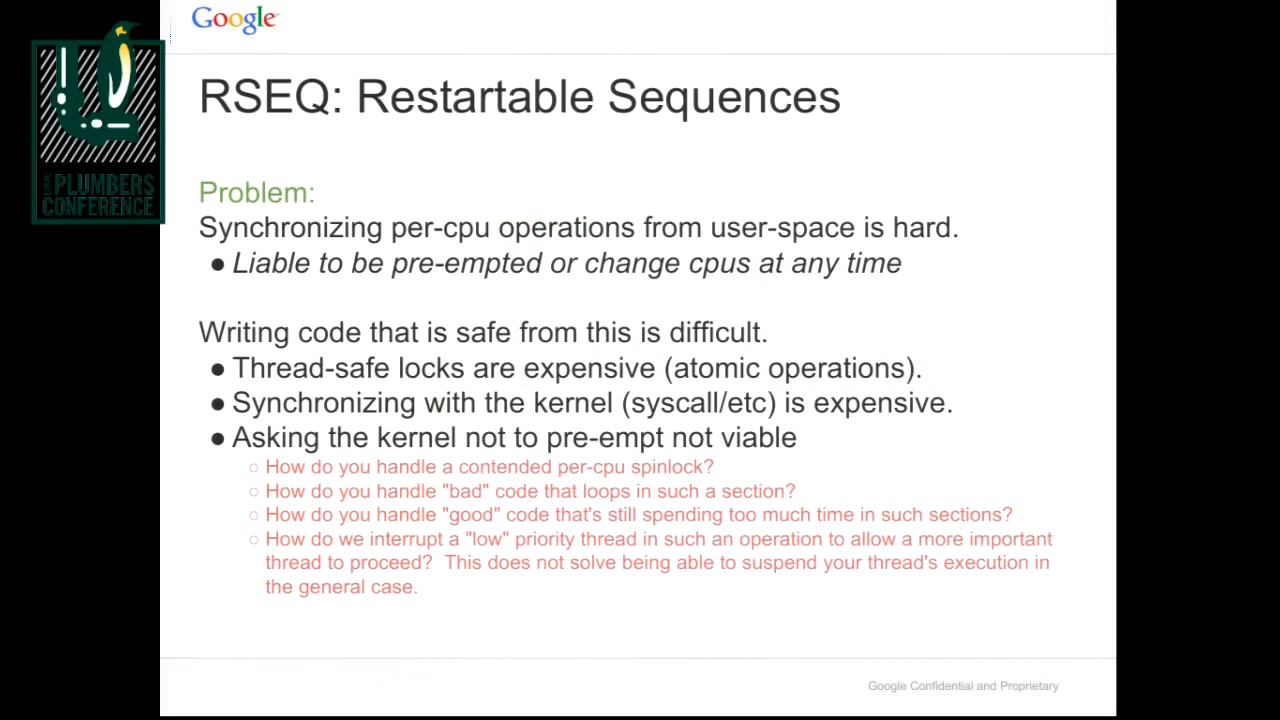 Google
LINUX
PLUMBERS
CONFERENCE
RSEQ: Restartable Sequences
Problem:
Synchronizing per-cpu operations from user-space is hard.
● Liable to be pre-empted or change cpus at any time
Writing code that is safe from this is difficult.
● Thread-safe locks are expensive (atomic operations).
● Synchronizing with the kernel (syscall/etc) is expensive.
● Asking the kernel not to pre-empt not viable
○ How do you handle a contended per-cpu spinlock?
○ How do you handle "bad" code that loops in such a section?
○ How do you handle "good" code that's still spending too much time in such sections?
○ How do we interrupt a "low" priority thread in such an operation to allow a more important
thread to proceed?  This does not solve being able to suspend your thread's execution in
the general case.
Google Confidential and Proprietary